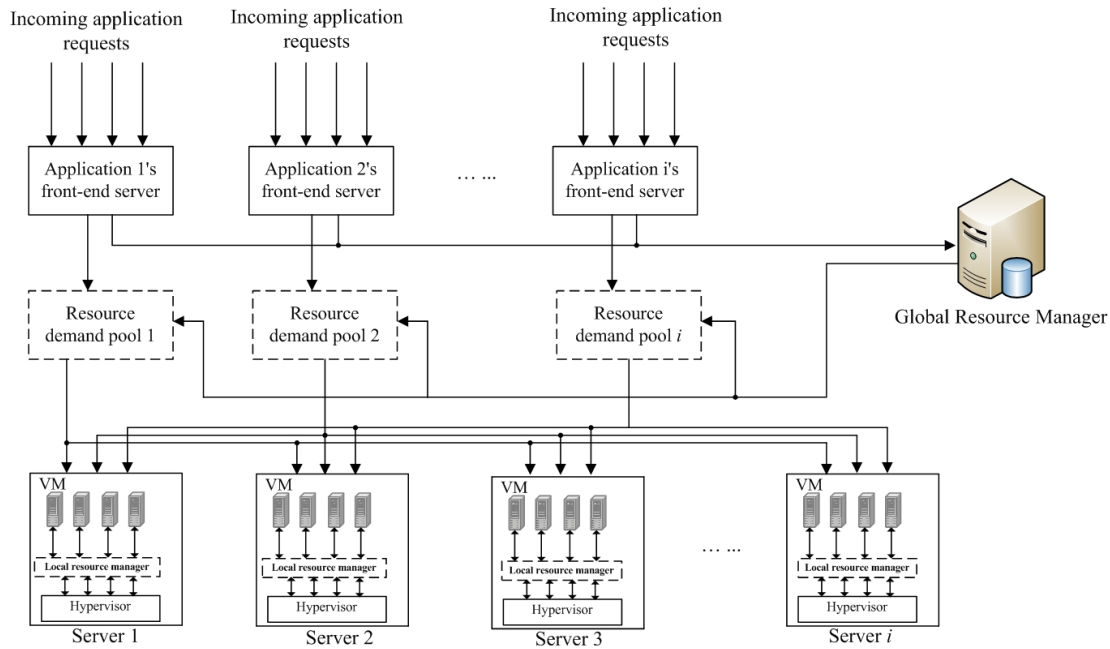 Incoming application
requests
Incoming application
requests
Incoming application
requests
Application 1's
front-end server
Application 2's
front-end server
... ...
Application i's
front-end server
Resource
demand pool 1
Resource
demand pool 2
Resource
demand pool i
Global Resource Manager
VM
Local resource manager
Hypervisor
Server 1
VM
Local resource manager
Hypervisor
Server 2
VM
Local resource manager
Hypervisor
Server 3
... ...
VM
Local resource manager
Hypervisor
Server i